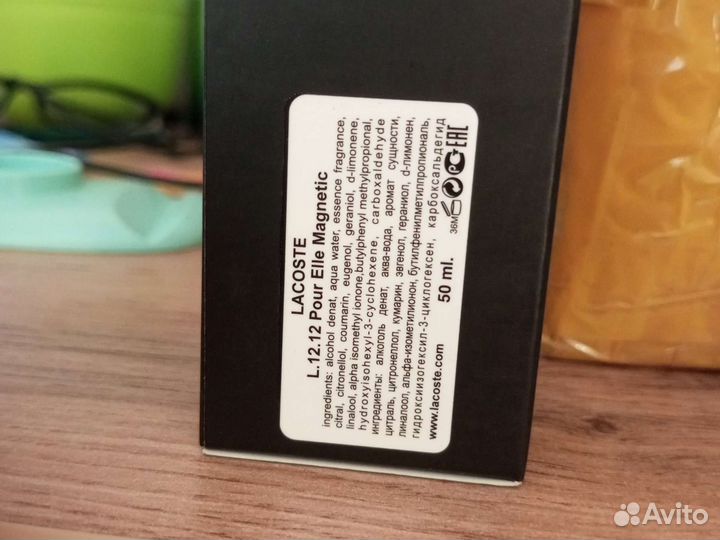 LACOSTE
L.12.12 Pour Elle Magnetic
ingredients: alcohol denat, aqua water, essence fragrance,
citral, citronellol, coumarin, eugenol, geraniol, d-limonene,
linalool, alpha isomethyl ionone,butylphenyl methylpropional,
hydroxyisohexyl-3-cyclohexene, carboxaldehyde
ингредиенты: алкоголь денат, аква-вода, аромат сущности,
цитраль, цитронеллол, кумарин, эвгенол, гераниол, d-лимонен,
линалоол, альфа-изометилионон, бутилфенилметилпропиональ,
гидроксиизогексил-3-циклогексен, карбоксальдегид
www.lacoste.com
50 ml.
36M
РС
EAC
Avito